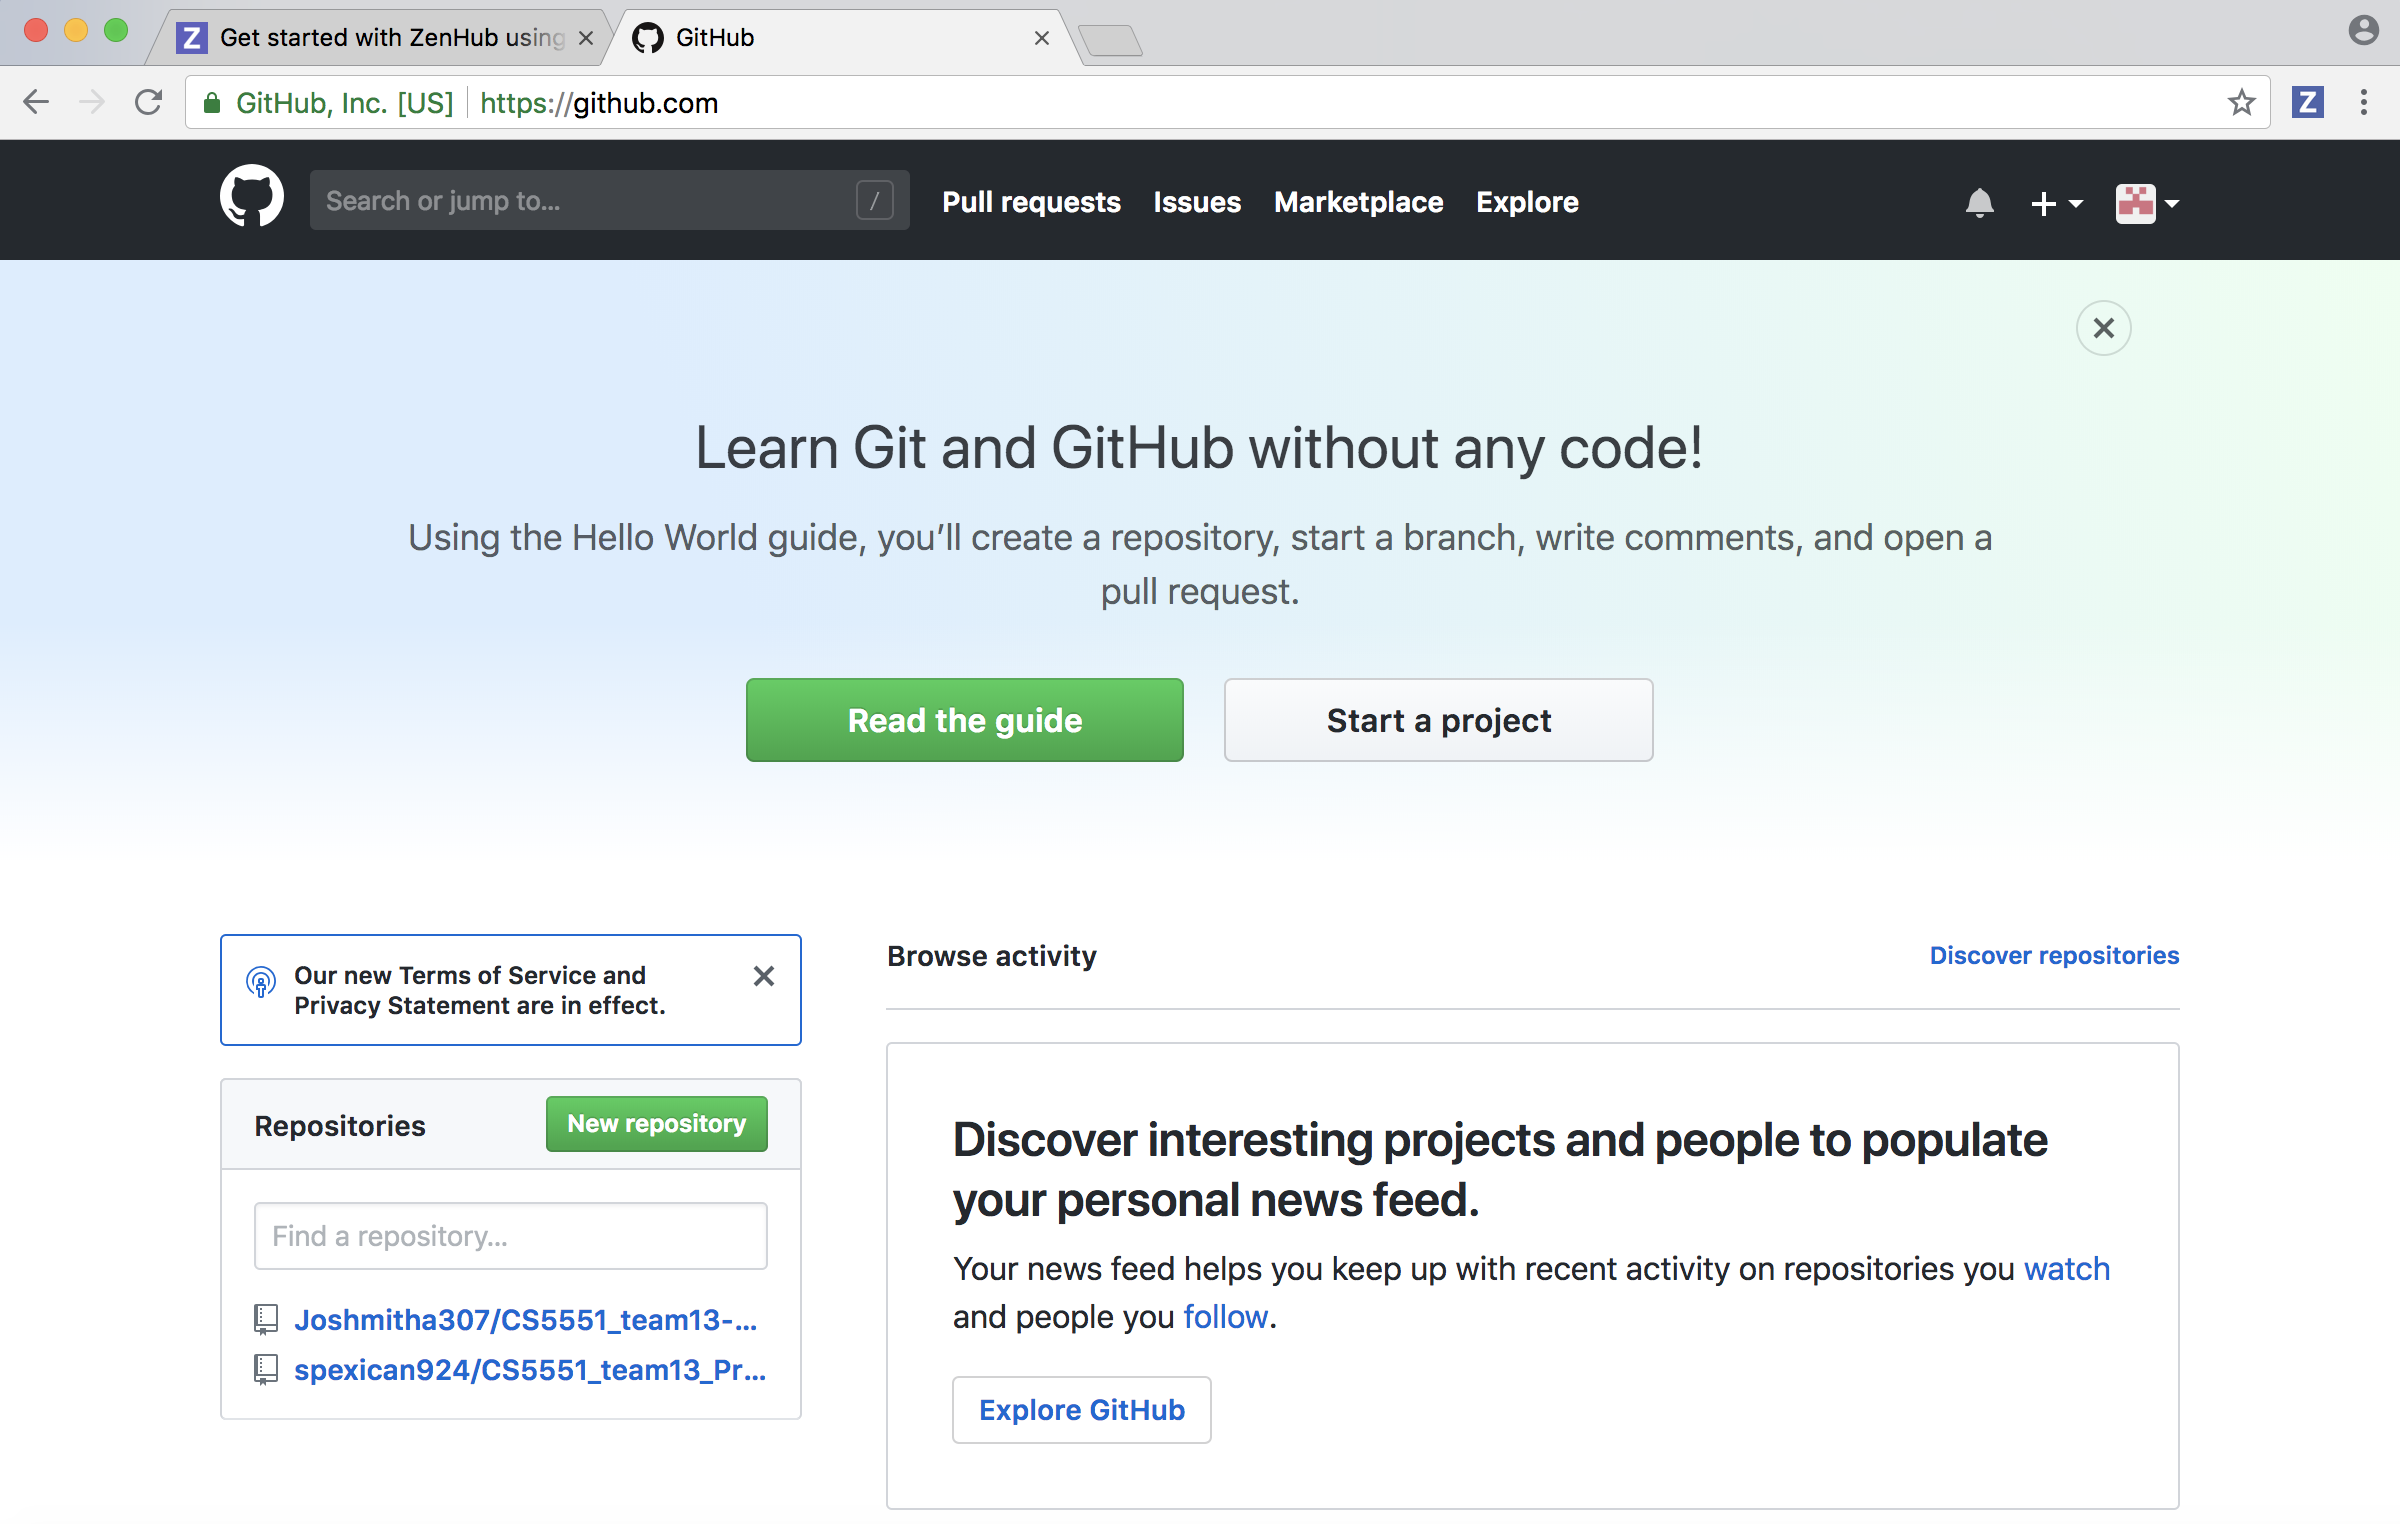 Z Get started with ZenHub using
GitHub
GitHub, Inc. [US] https://github.com
Z
Search or jump to... /
Pull requests Issues Marketplace Explore
Learn Git and GitHub without any code!
Using the Hello World guide, you’ll create a repository, start a branch, write comments, and open a
pull request.
Read the guide
Start a project
Our new Terms of Service and
Privacy Statement are in effect.
Repositories
New repository
Find a repository...
Joshmitha307/CS5551_team13-...
spexican924/CS5551_team13_Pr...
Browse activity
Discover repositories
Discover interesting projects and people to populate
your personal news feed.
Your news feed helps you keep up with recent activity on repositories you watch
and people you follow.
Explore GitHub